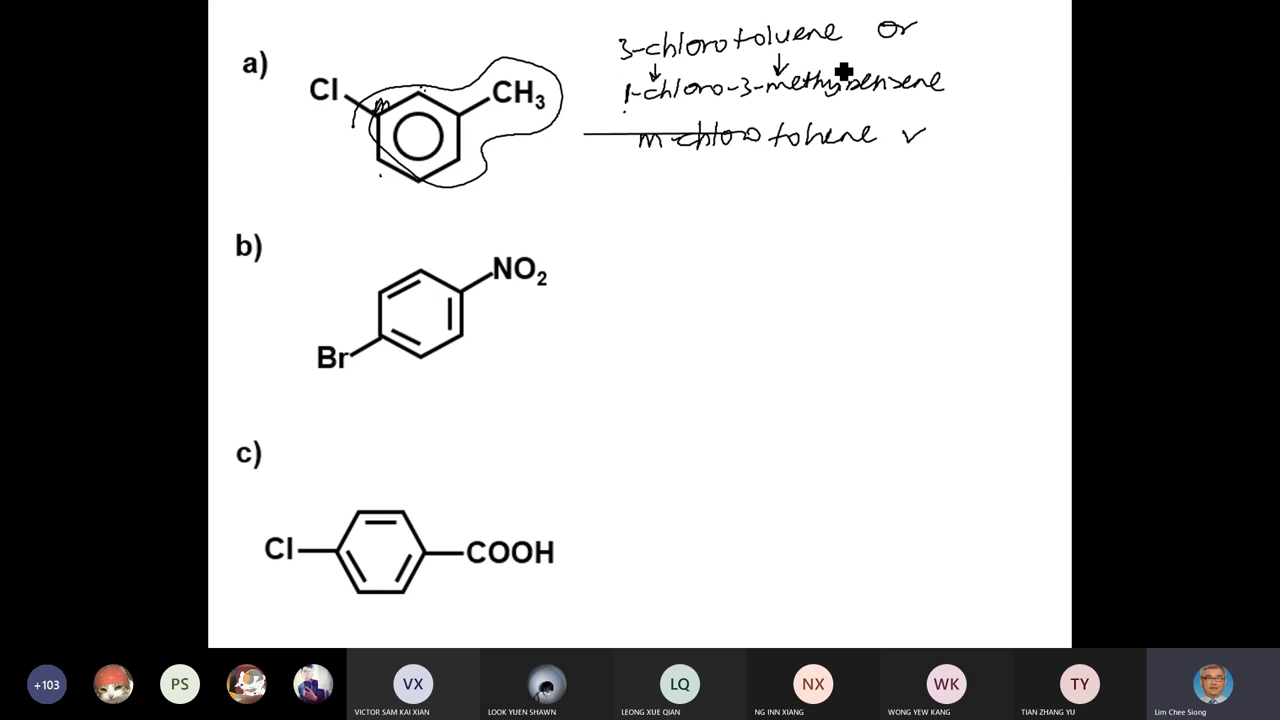 a)
3-chlorotoluene or
1-chloro-3-methylbenzene
m-chlorotoluene
Cl
CH3
m
b)
NO2
Br
c)
Cl
COOH
+103
PS
VX
LQ
NX
WK
TY
VICTOR SAM KAI XIAN
LOOK YUEN SHAWN
LEONG XUE QIAN
NG INN XIANG
WONG YEW KANG
TIAN ZHANG YU
Lim Chee Siong